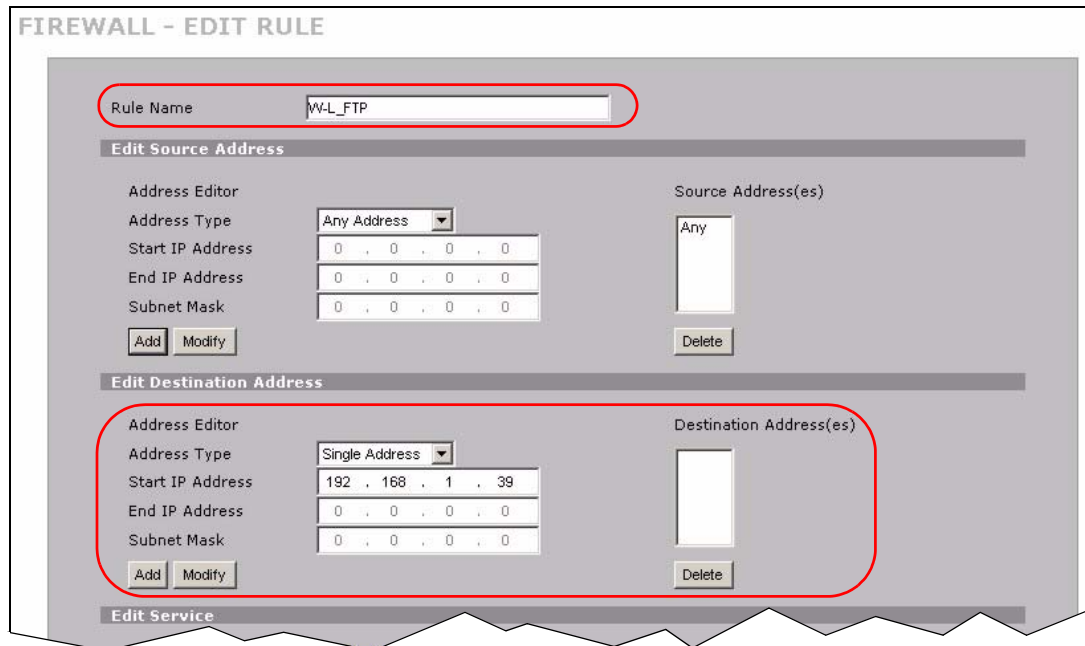 FIREWALL - EDIT RULE
Rule Name W-L_FTP
Edit Source Address
Address Editor Source Address(es)
Address Type Any Address Any
Start IP Address 0 . 0 . 0 . 0
End IP Address 0 . 0 . 0 . 0
Subnet Mask 0 . 0 . 0 . 0
Add Modify Delete
Edit Destination Address
Address Editor Destination Address(es)
Address Type Single Address
Start IP Address 192 . 168 . 1 . 39
End IP Address 0 . 0 . 0 . 0
Subnet Mask 0 . 0 . 0 . 0
Add Modify Delete
Edit Service